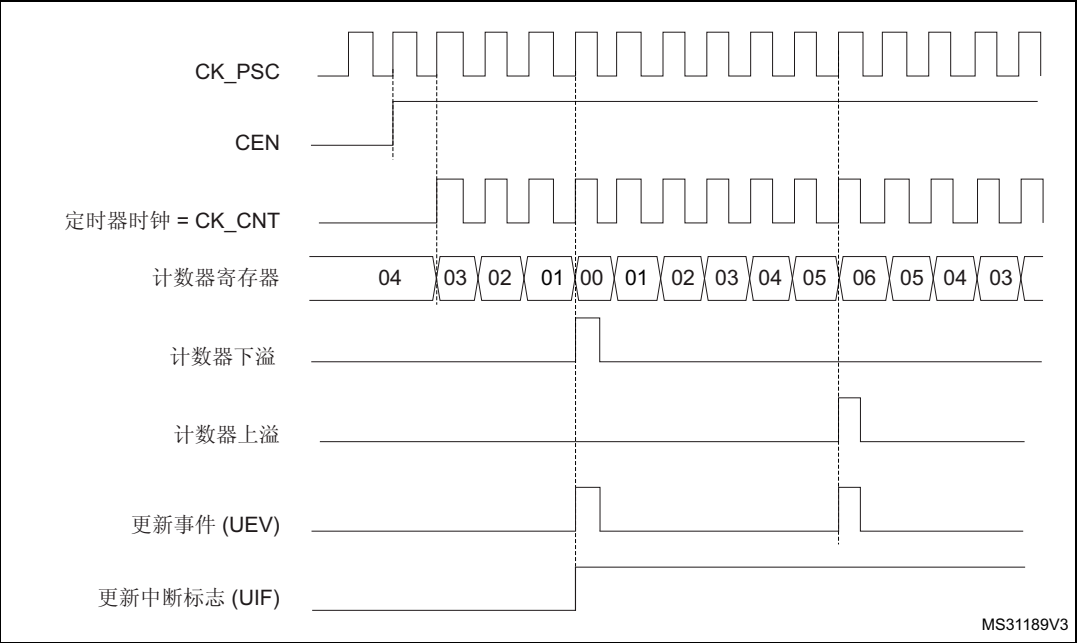 CK_PSC
CEN
定时器时钟 = CK_CNT
计数器寄存器 04 03 02 01 00 01 02 03 04 05 06 05 04 03
计数器下溢
计数器上溢
更新事件 (UEV)
更新中断标志 (UIF)
MS31189V3